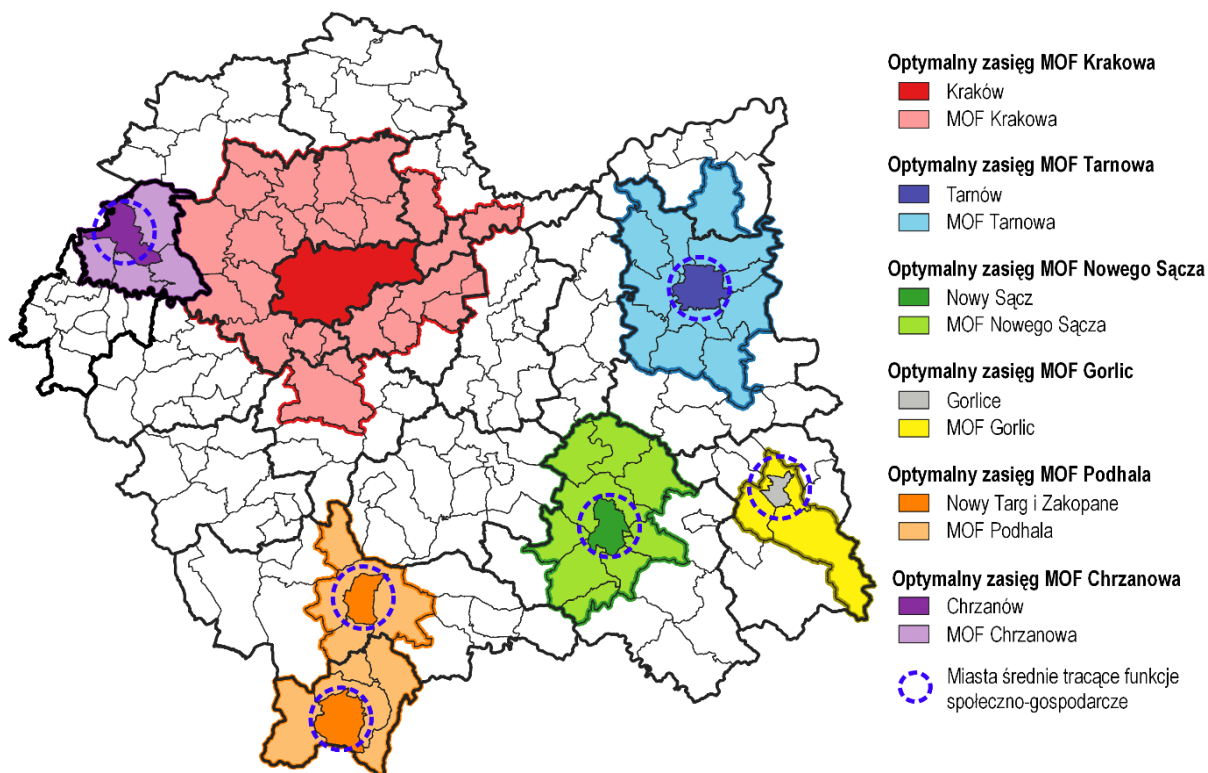 Optymalny zasięg MOF Krakowa
Kraków
MOF Krakowa
Optymalny zasięg MOF Tarnowa
Tarnów
MOF Tarnowa
Optymalny zasięg MOF Nowego Sącza
Nowy Sącz
MOF Nowego Sącza
Optymalny zasięg MOF Gorlic
Gorlice
MOF Gorlic
Optymalny zasięg MOF Podhala
Nowy Targ i Zakopane
MOF Podhala
Optymalny zasięg MOF Chrzanowa
Chrzanów
MOF Chrzanowa
Miasta średnie tracące funkcje
społeczno-gospodarcze